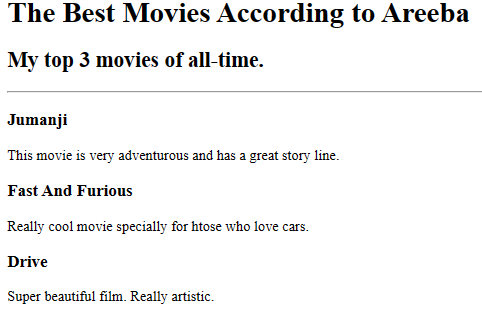 The Best Movies According to Areeba
My top 3 movies of all-time.
Jumanji
This movie is very adventurous and has a great story line.
Fast And Furious
Really cool movie specially for htose who love cars.
Drive
Super beautiful film. Really artistic.